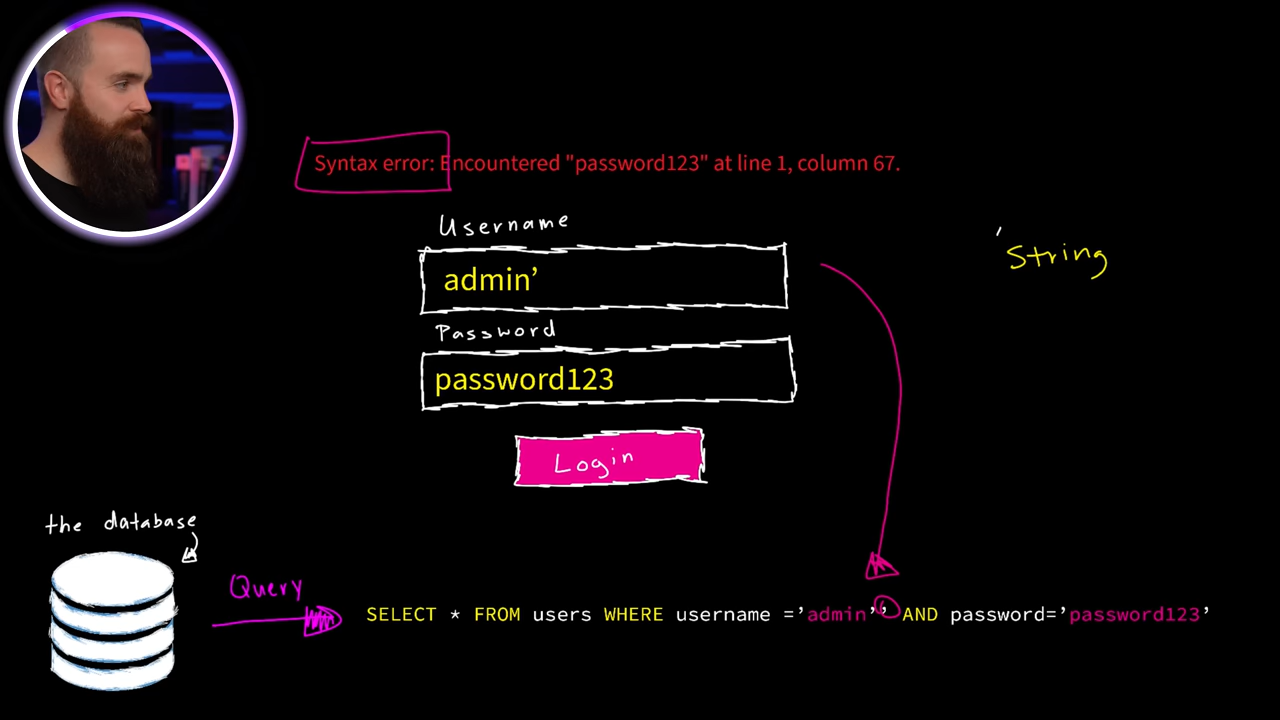 Syntax error: Encountered "password123" at line 1, column 67.
Username
admin’
' String
Password
password123
Login
the database
Query
SELECT * FROM users WHERE username =’admin’’ AND password=’password123’